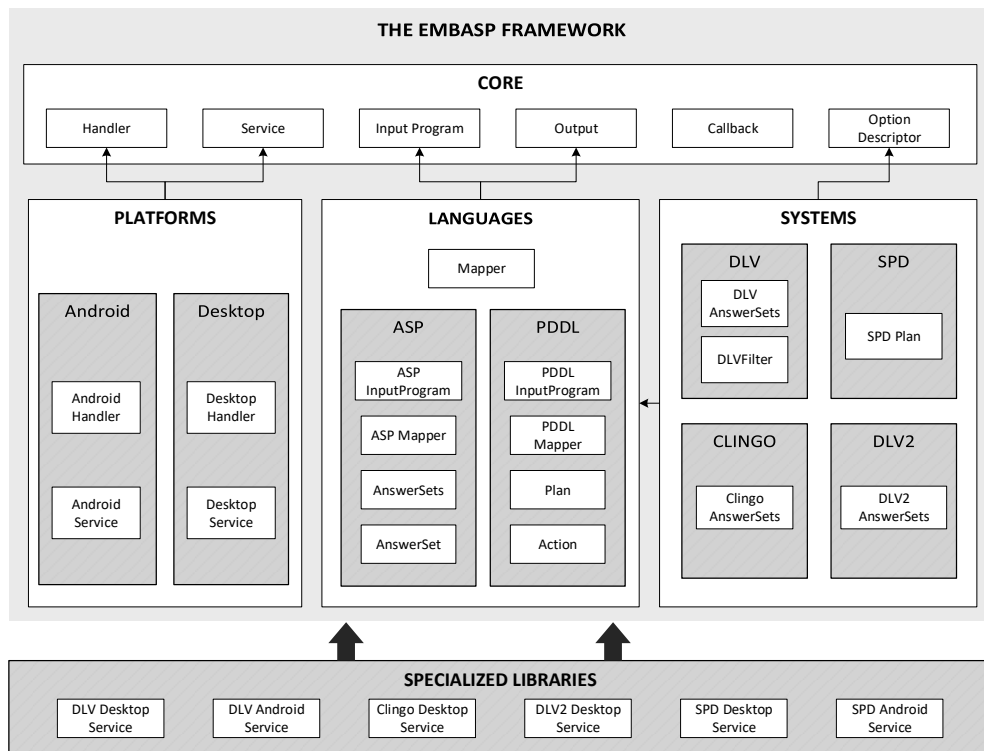 THE EMBASP FRAMEWORK
CORE
Handler
Service
Input Program
Output
Callback
Option
Descriptor
PLATFORMS
Android
Android
Handler
Android
Service
Desktop
Desktop
Handler
Desktop
Service
LANGUAGES
Mapper
ASP
ASP
InputProgram
ASP Mapper
AnswerSets
AnswerSet
PDDL
PDDL
InputProgram
PDDL
Mapper
Plan
Action
SYSTEMS
DLV
DLV
AnswerSets
DLVFilter
SPD
SPD Plan
CLINGO
Clingo
AnswerSets
DLV2
DLV2
AnswerSets
SPECIALIZED LIBRARIES
DLV Desktop
Service
DLV Android
Service
Clingo Desktop
Service
DLV2 Desktop
Service
SPD Desktop
Service
SPD Android
Service